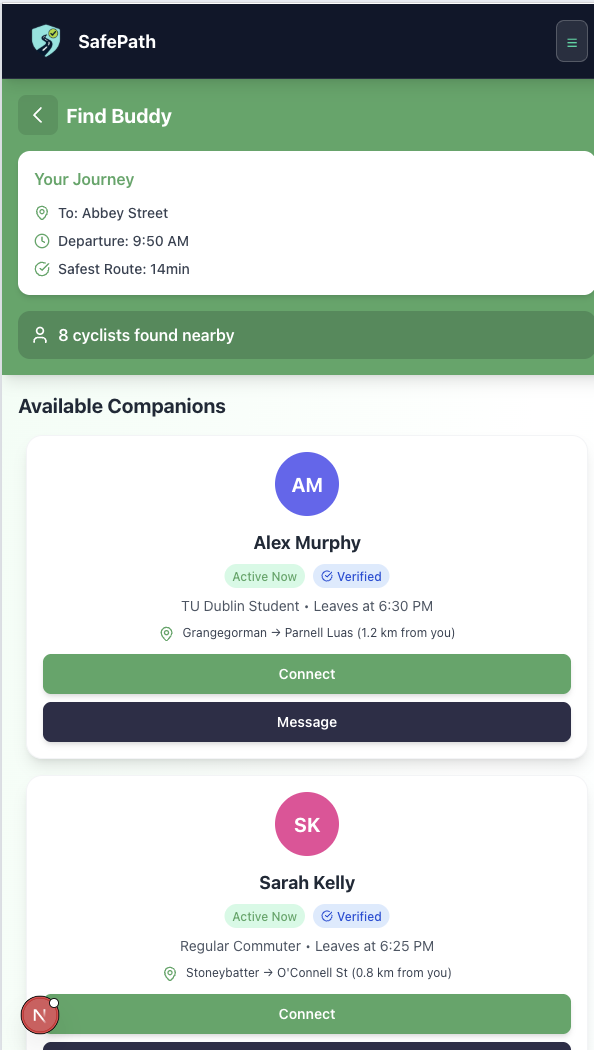 SafePath
Find Buddy
Your Journey
To: Abbey Street
Departure: 9:50 AM
Safest Route: 14min
8 cyclists found nearby
Available Companions
AM
Alex Murphy
Active Now Verified
TU Dublin Student • Leaves at 6:30 PM
Grangegorman → Parnell Luas (1.2 km from you)
Connect
Message
SK
Sarah Kelly
Active Now Verified
Regular Commuter • Leaves at 6:25 PM
Stoneybatter → O'Connell St (0.8 km from you)
N
Connect